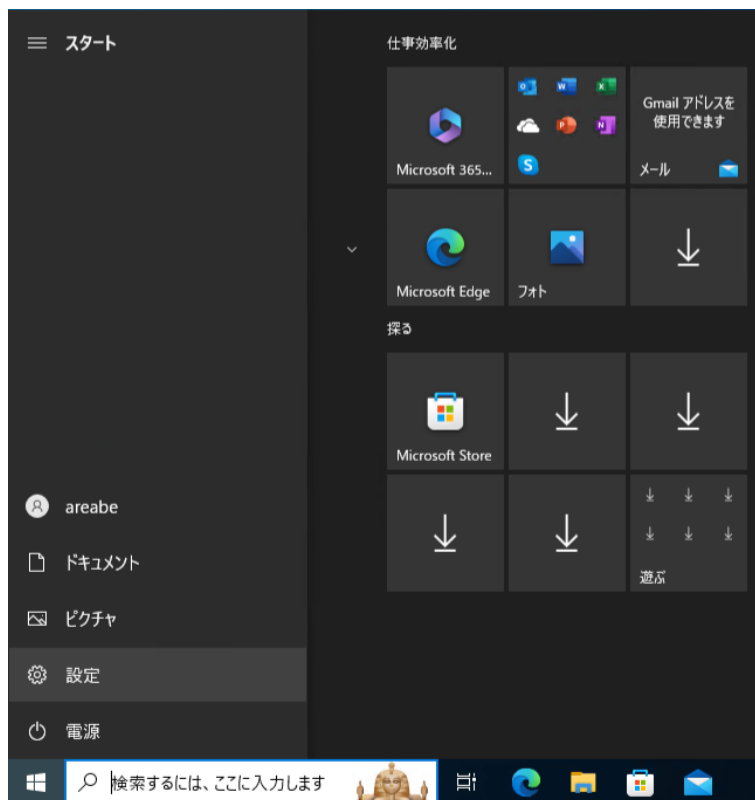 スタート
areabe
ドキュメント
ピクチャ
設定
電源
仕事効率化
Microsoft 365...
Gmail アドレスを
使用できます
メール
Microsoft Edge
フォト
探る
Microsoft Store
遊ぶ
検索するには、ここに入力します